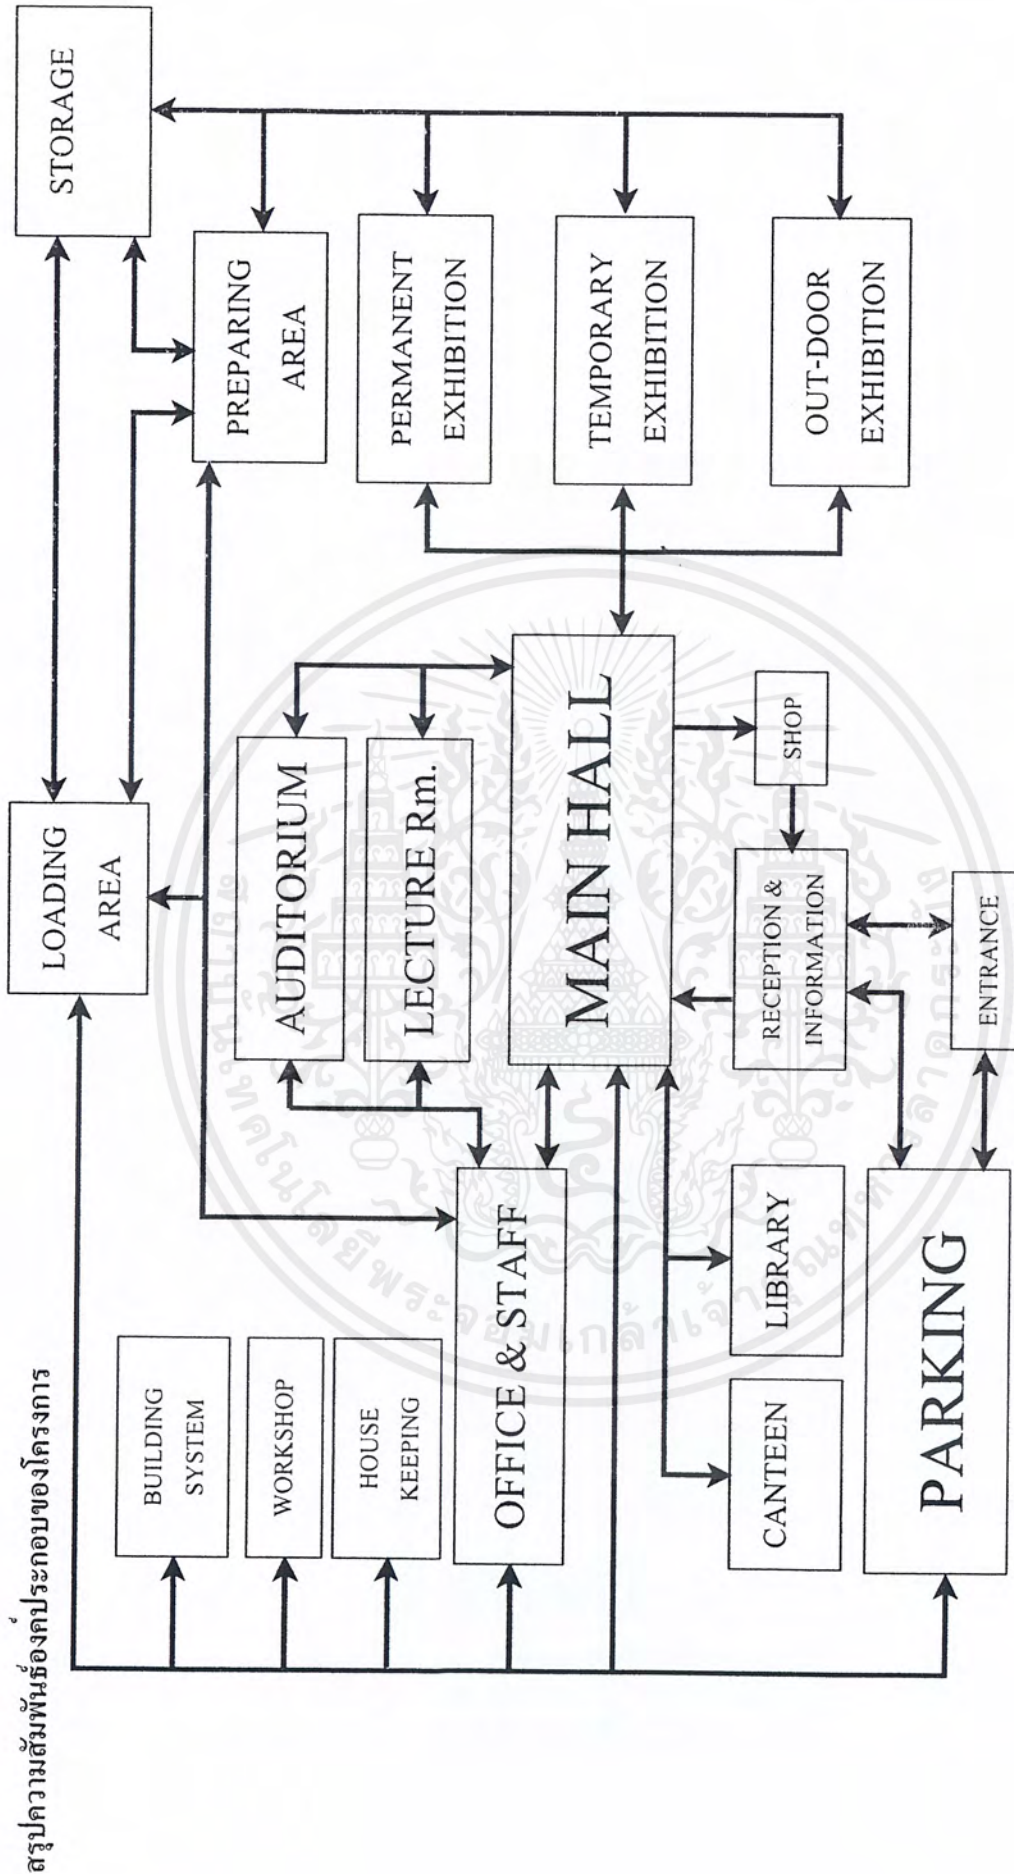 สรุปความสัมพันธ์องค์ประกอบของโครงการ
LOADING
AREA
STORAGE
BUILDING
SYSTEM
WORKSHOP
HOUSE
KEEPING
OFFICE & STAFF
AUDITORIUM
LECTURE Rm.
PREPARING
AREA
PERMANENT
EXHIBITION
TEMPORARY
EXHIBITION
OUT-DOOR
EXHIBITION
MAIN HALL
SHOP
RECEPTION &
INFORMATION
ENTRANCE
CANTEEN
LIBRARY
PARKING